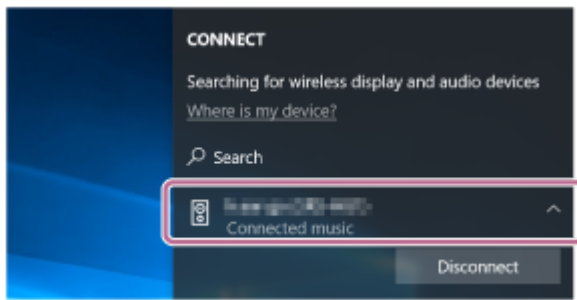 CONNECT
Searching for wireless display and audio devices
Where is my device?
Search
Connected music
Disconnect